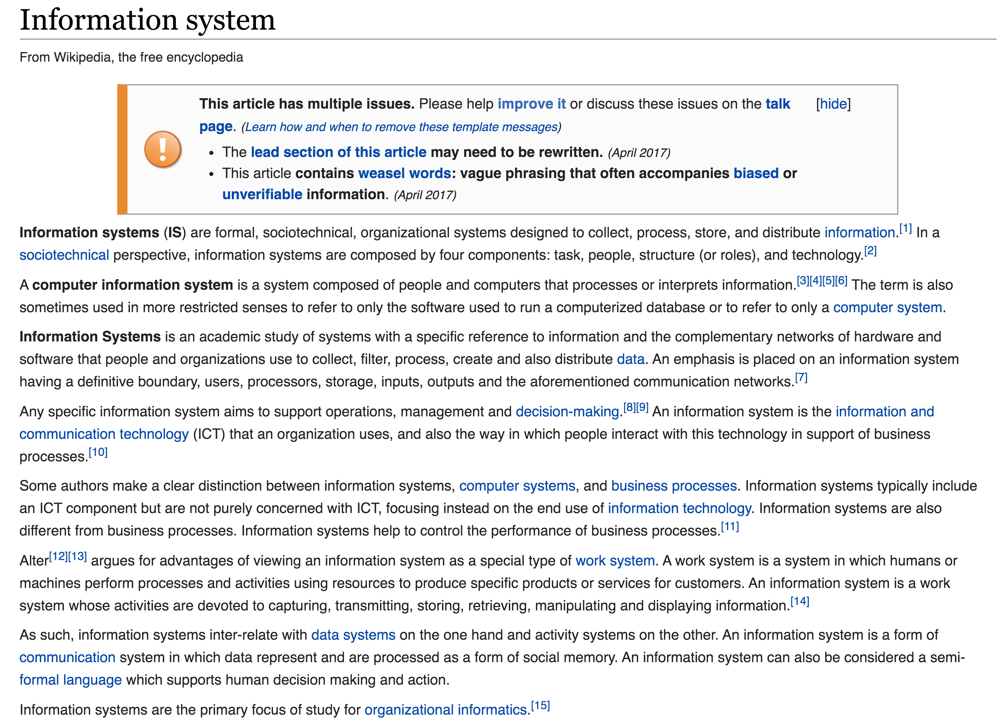 Information system
From Wikipedia, the free encyclopedia
This article has multiple issues. Please help improve it or discuss these issues on the talk [hide]
page. (Learn how and when to remove these template messages)
• The lead section of this article may need to be rewritten. (April 2017)
• This article contains weasel words: vague phrasing that often accompanies biased or
unverifiable information. (April 2017)
Information systems (IS) are formal, sociotechnical, organizational systems designed to collect, process, store, and distribute information.[1] In a
sociotechnical perspective, information systems are composed by four components: task, people, structure (or roles), and technology.[2]
A computer information system is a system composed of people and computers that processes or interprets information.[3][4][5][6] The term is also
sometimes used in more restricted senses to refer to only the software used to run a computerized database or to refer to only a computer system.
Information Systems is an academic study of systems with a specific reference to information and the complementary networks of hardware and
software that people and organizations use to collect, filter, process, create and also distribute data. An emphasis is placed on an information system
having a definitive boundary, users, processors, storage, inputs, outputs and the aforementioned communication networks.[7]
Any specific information system aims to support operations, management and decision-making.[8][9] An information system is the information and
communication technology (ICT) that an organization uses, and also the way in which people interact with this technology in support of business
processes.[10]
Some authors make a clear distinction between information systems, computer systems, and business processes. Information systems typically include
an ICT component but are not purely concerned with ICT, focusing instead on the end use of information technology. Information systems are also
different from business processes. Information systems help to control the performance of business processes.[11]
Alter[12][13] argues for advantages of viewing an information system as a special type of work system. A work system is a system in which humans or
machines perform processes and activities using resources to produce specific products or services for customers. An information system is a work
system whose activities are devoted to capturing, transmitting, storing, retrieving, manipulating and displaying information.[14]
As such, information systems inter-relate with data systems on the one hand and activity systems on the other. An information system is a form of
communication system in which data represent and are processed as a form of social memory. An information system can also be considered a semi-
formal language which supports human decision making and action.
Information systems are the primary focus of study for organizational informatics.[15]